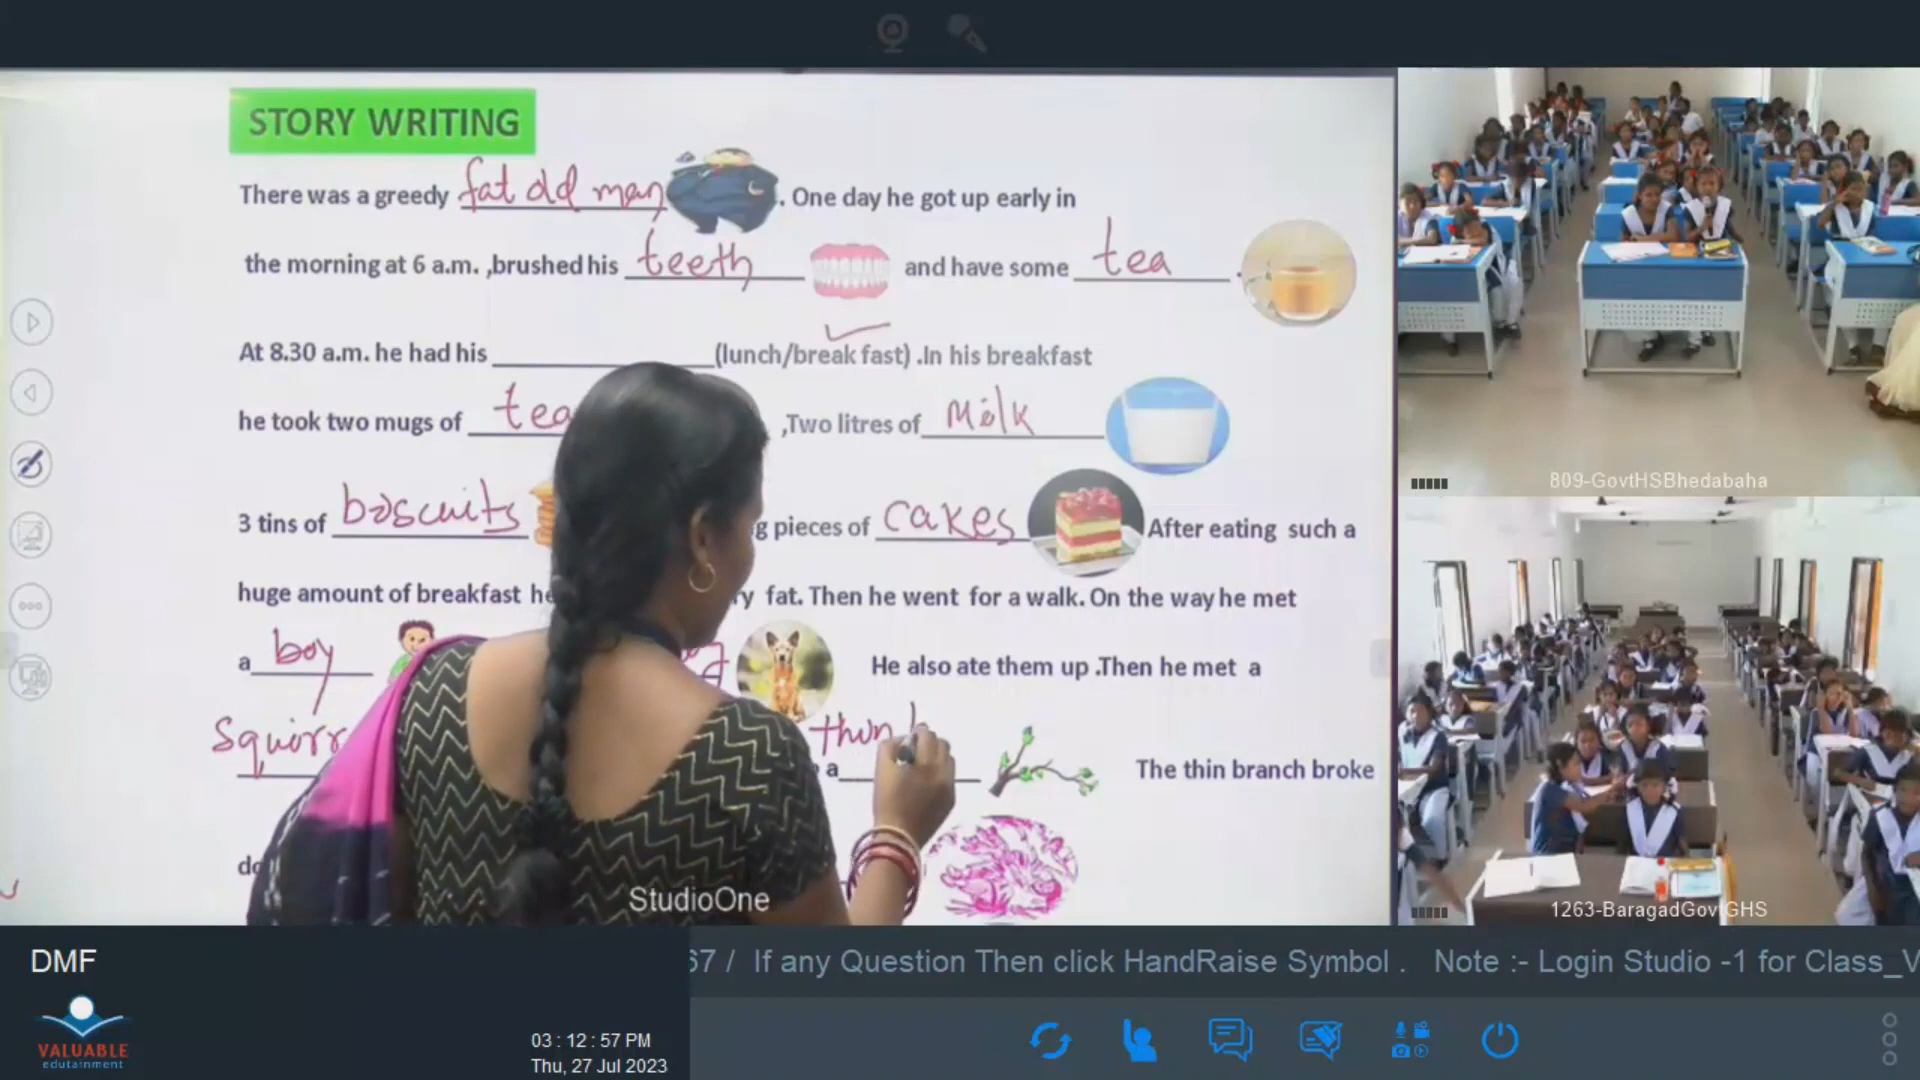 STORY WRITING
There was a greedy fat old man . One day he got up early in
the morning at 6 a.m. ,brushed his teeth and have some tea .
At 8.30 a.m. he had his (lunch/break fast) .In his breakfast
he took two mugs of tea ,Two litres of Milk
3 tins of biscuits pieces of cakes After eating such a
huge amount of breakfast fat. Then he went for a walk. On the way he met
a boy He also ate them up .Then he met a
a thin b The thin branch broke
StudioOne
809-GovtHSBhedabaha
1263-BaragadGovtGHS
DMF
67 / If any Question Then click HandRaise Symbol . Note :- Login Studio -1 for Class_V
VALUABLE
edutainment
03 : 12 : 57 PM
Thu, 27 Jul 2023